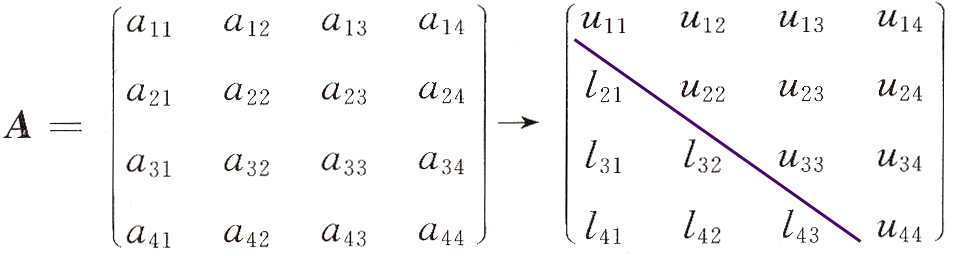 a₁₁ a₁₂ a₁₃ a₁₄ u₁₁ u₁₂ u₁₃ u₁₄
a₂₁ a₂₂ a₂₃ a₂₄ l₂₁ u₂₂ u₂₃ u₂₄
A = →
a₃₁ a₃₂ a₃₃ a₃₄ l₃₁ l₃₂ u₃₃ u₃₄
a₄₁ a₄₂ a₄₃ a₄₄ l₄₁ l₄₂ l₄₃ u₄₄